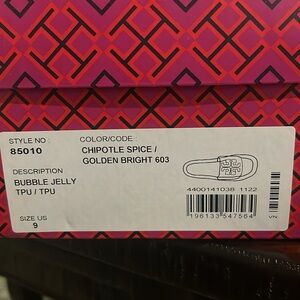 STYLE NO :
85010
COLOR/CODE :
CHIPOTLE SPICE /
GOLDEN BRIGHT 603
DESCRIPTION
BUBBLE JELLY
TPU / TPU
4400141038 1122
SIZE US
9
196133547564